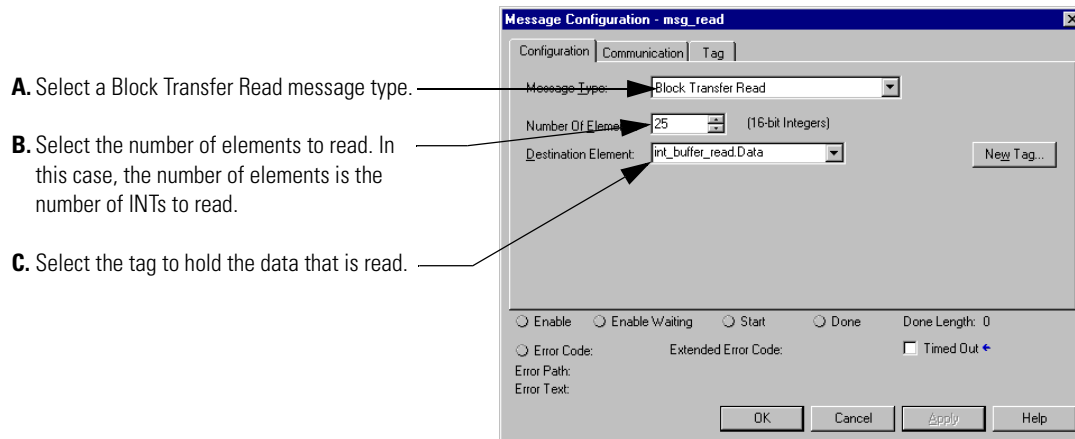 Message Configuration - msg_read
Configuration Communication Tag
A. Select a Block Transfer Read message type.
Message Type: Block Transfer Read
B. Select the number of elements to read. In
this case, the number of elements is the
number of INTs to read.
Number Of Elements: 25 (16-bit Integers)
Destination Element: int_buffer_read.Data New Tag...
C. Select the tag to hold the data that is read.
Enable Enable Waiting Start Done Done Length: 0
Error Code: Extended Error Code: Timed Out
Error Path:
Error Text:
OK Cancel Apply Help